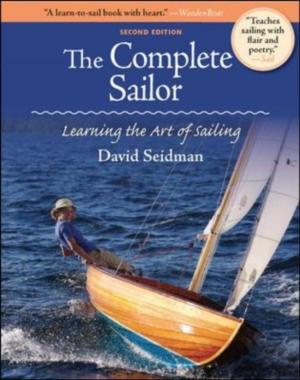 "A learn-to-sail book with heart."—WoodenBoat
"Teaches
sailing with
flair and
poetry."
—Sail
SECOND EDITION
The Complete
Sailor
Learning the Art of Sailing
David Seidman